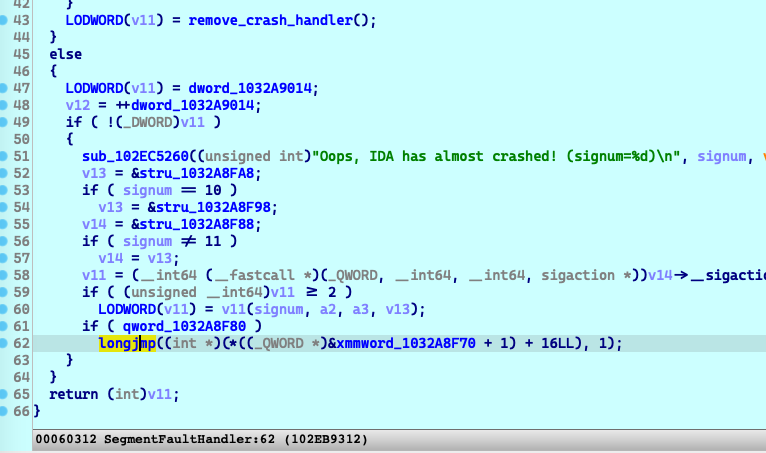 42 }
43 LODWORD(v11) = remove_crash_handler();
44 }
45 else
46 {
47 LODWORD(v11) = dword_1032A9014;
48 v12 = ++dword_1032A9014;
49 if ( !(_DWORD)v11 )
50 {
51 sub_102EC5260((unsigned int)"Oops, IDA has almost crashed! (signum=%d)\n", signum,
52 v13 = &stru_1032A8FA8;
53 if ( signum == 10 )
54 v13 = &stru_1032A8F98;
55 v14 = &stru_1032A8F88;
56 if ( signum ≠ 11 )
57 v14 = v13;
58 v11 = (__int64 (__fastcall *)(_QWORD, __int64, __int64, sigaction *))v14->__sigactio
59 if ( (unsigned __int64)v11 ≥ 2 )
60 LODWORD(v11) = v11(signum, a2, a3, v13);
61 if ( qword_1032A8F80 )
62 longjmp((int *)(*((_QWORD *)&xmmword_1032A8F70 + 1) + 16LL), 1);
63 }
64 }
65 return (int)v11;
66 }
00060312 SegmentFaultHandler:62 (102EB9312)